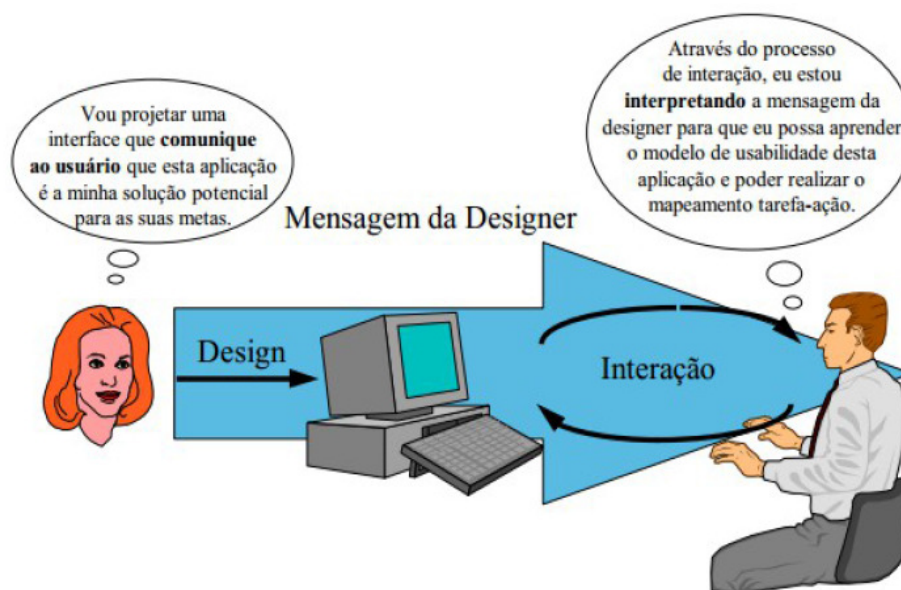 Vou projetar uma
interface que comunique
ao usuário que esta aplicação
é a minha solução potencial
para as suas metas.
Através do processo
de interação, eu estou
interpretando a mensagem da
designer para que eu possa aprender
o modelo de usabilidade desta
aplicação e poder realizar o
mapeamento tarefa-ação.
Mensagem da Designer
Design
Interação